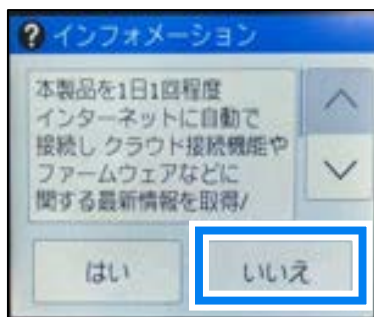 ? インフォメーション
本製品を1日1回程度
インターネットに自動で
接続し クラウド接続機能や
ファームウェアなどに
関する最新情報を取得/
はい
いいえ